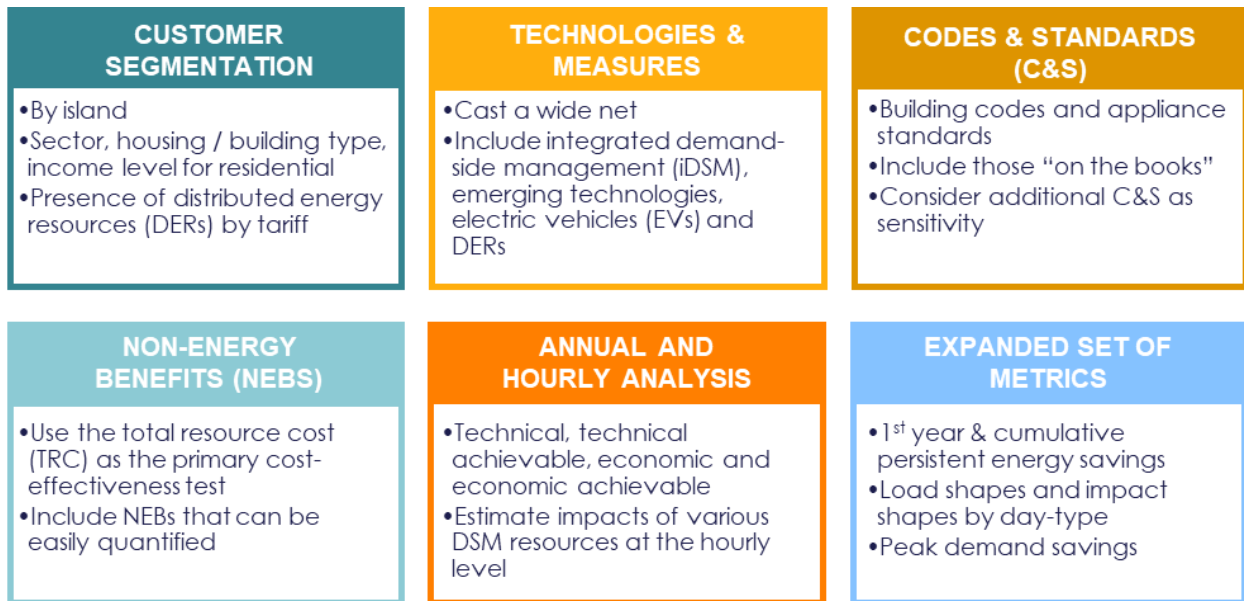 CUSTOMER
SEGMENTATION
•By island
•Sector, housing / building type,
income level for residential
•Presence of distributed energy
resources (DERs) by tariff
TECHNOLOGIES &
MEASURES
•Cast a wide net
•Include integrated demand-
side management (iDSM),
emerging technologies,
electric vehicles (EVs) and
DERs
CODES & STANDARDS
(C&S)
•Building codes and appliance
standards
•Include those “on the books”
•Consider additional C&S as
sensitivity
NON-ENERGY
BENEFITS (NEBS)
•Use the total resource cost
(TRC) as the primary cost-
effectiveness test
•Include NEBs that can be
easily quantified
ANNUAL AND
HOURLY ANALYSIS
•Technical, technical
achievable, economic and
economic achievable
•Estimate impacts of various
DSM resources at the hourly
level
EXPANDED SET OF
METRICS
•1st year & cumulative
persistent energy savings
•Load shapes and impact
shapes by day-type
•Peak demand savings